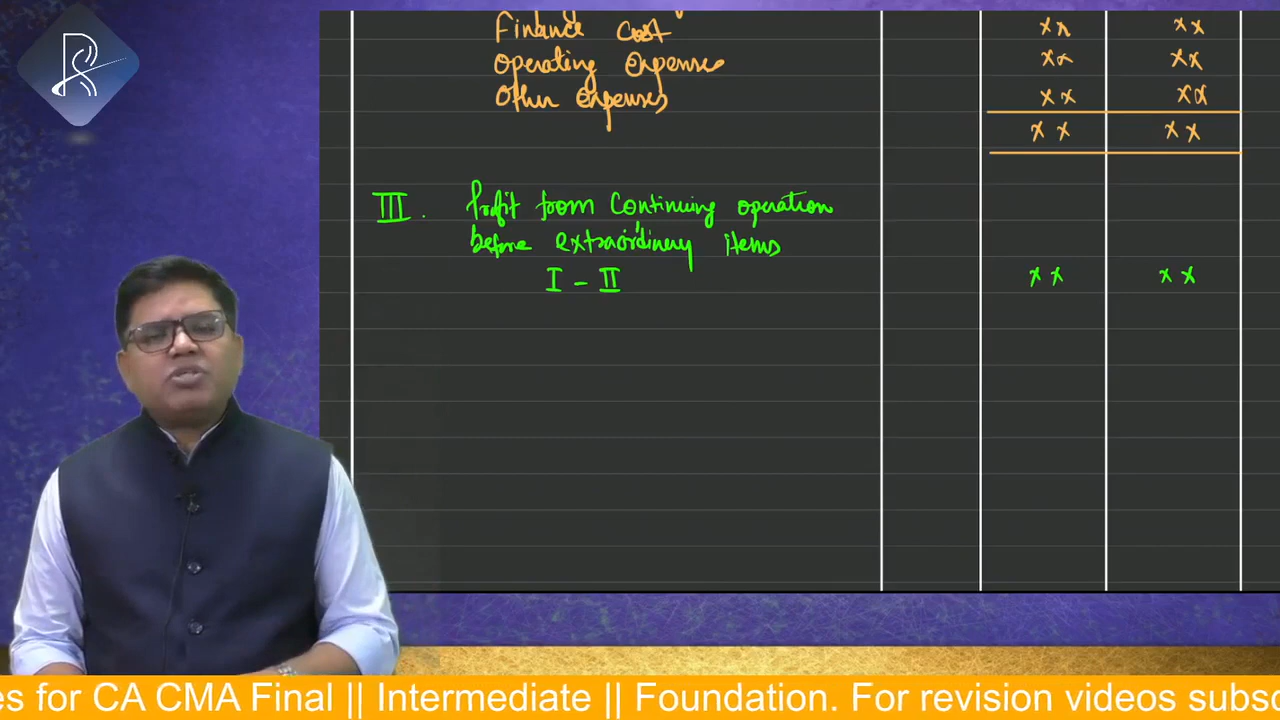 Finance cost xx xx
Operating Expenses xx xx
Other expenses xx xx
xx xx
III. Profit from Continuing operation
before extraordinary items
I - II xx xx
es for CA CMA Final || Intermediate || Foundation. For revision videos subsc